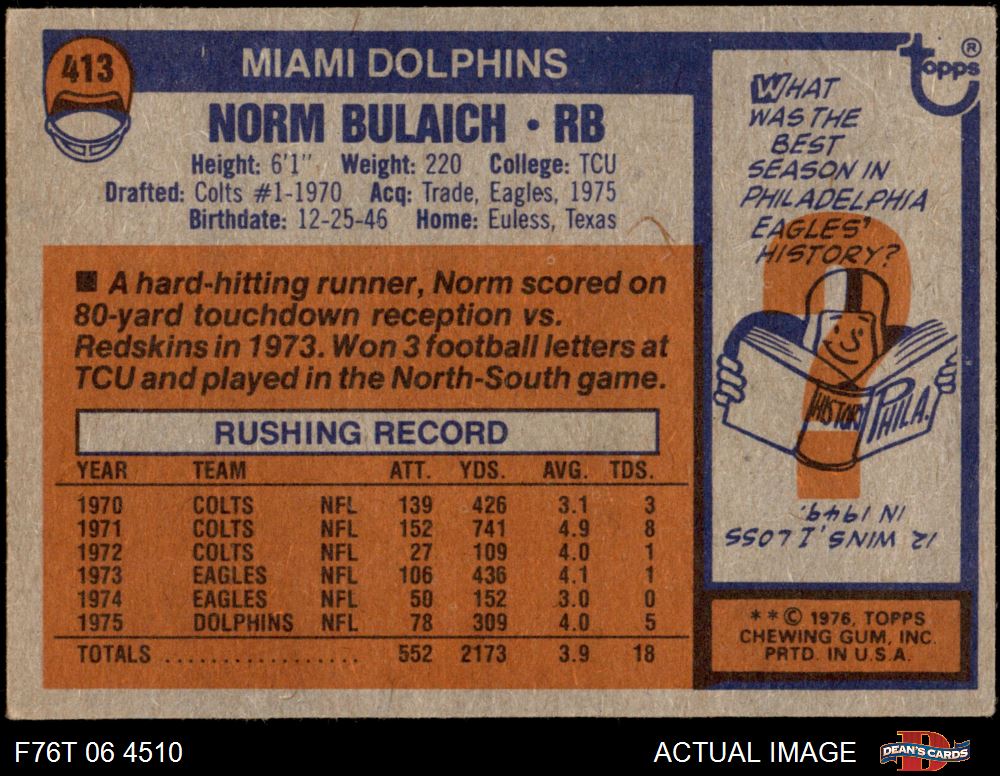 413
MIAMI DOLPHINS
NORM BULAICH • RB
Height: 6'1" Weight: 220 College: TCU
Drafted: Colts #1-1970 Acq: Trade, Eagles, 1975
Birthdate: 12-25-46 Home: Euless, Texas
■ A hard-hitting runner, Norm scored on
80-yard touchdown reception vs.
Redskins in 1973. Won 3 football letters at
TCU and played in the North-South game.
RUSHING RECORD
YEAR TEAM ATT. YDS. AVG. TDS.
1970 COLTS NFL 139 426 3.1 3
1971 COLTS NFL 152 741 4.9 8
1972 COLTS NFL 27 109 4.0 1
1973 EAGLES NFL 106 436 4.1 1
1974 EAGLES NFL 50 152 3.0 0
1975 DOLPHINS NFL 78 309 4.0 5
TOTALS .................. 552 2173 3.9 18
topps ®
WHAT
WAS THE
BEST
SEASON IN
PHILADELPHIA
EAGLES'
HISTORY?
?
HISTORY PHILA.
12 WINS, 1 LOSS
IN 1949.
**© 1976, TOPPS
CHEWING GUM, INC.
PRTD. IN U.S.A.
F76T 06 4510
ACTUAL IMAGE
D
DEAN'S CARDS